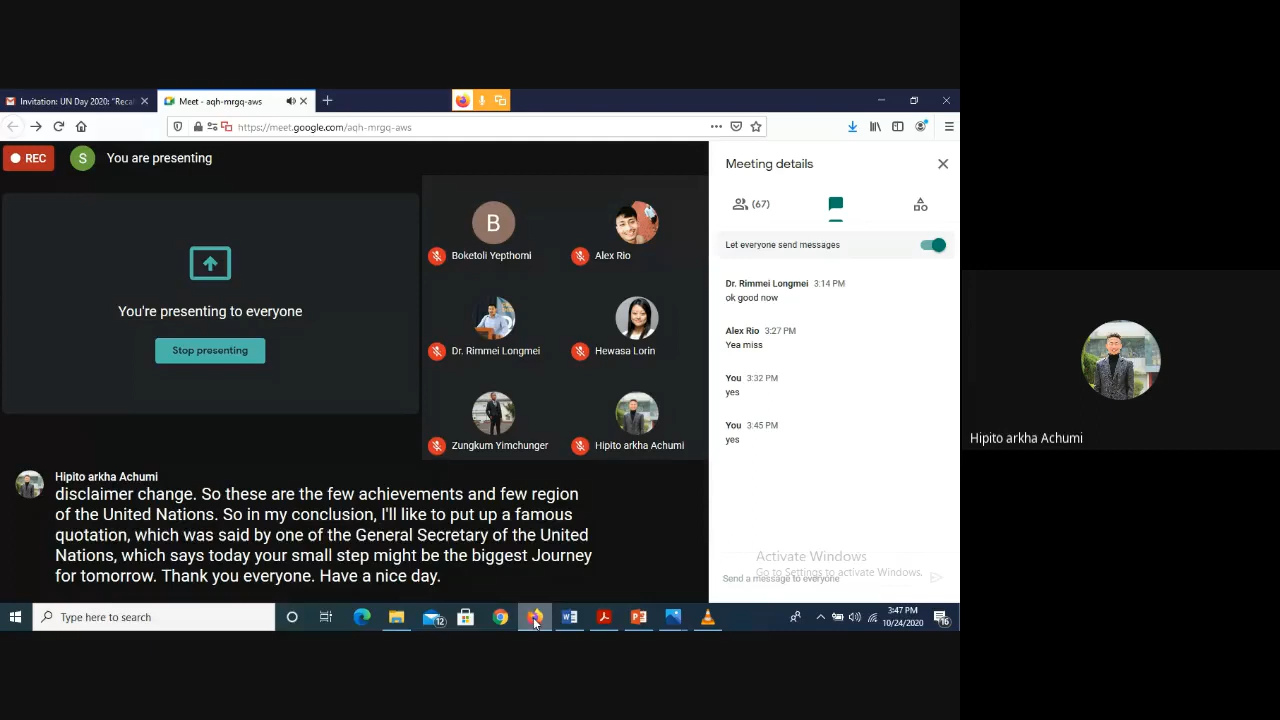 Invitation: UN Day 2020: "Reca
Meet - aqh-mrgq-aws
https://meet.google.com/aqh-mrgq-aws
REC
S
You are presenting
You're presenting to everyone
Stop presenting
B
Boketoli Yepthomi
Alex Rio
Dr. Rimmei Longmei
Hewasa Lorin
Zungkum Yimchunger
Hipito arkha Achumi
Hipito arkha Achumi
disclaimer change. So these are the few achievements and few region
of the United Nations. So in my conclusion, I'll like to put up a famous
quotation, which was said by one of the General Secretary of the United
Nations, which says today your small step might be the biggest Journey
for tomorrow. Thank you everyone. Have a nice day.
Meeting details
(67)
Let everyone send messages
Dr. Rimmei Longmei 3:14 PM
ok good now
Alex Rio 3:27 PM
Yea miss
You 3:32 PM
yes
You 3:45 PM
yes
Activate Windows
Go to Settings to activate Windows.
Send a message to everyone
Type here to search
12
3:47 PM
10/24/2020
16
Hipito arkha Achumi